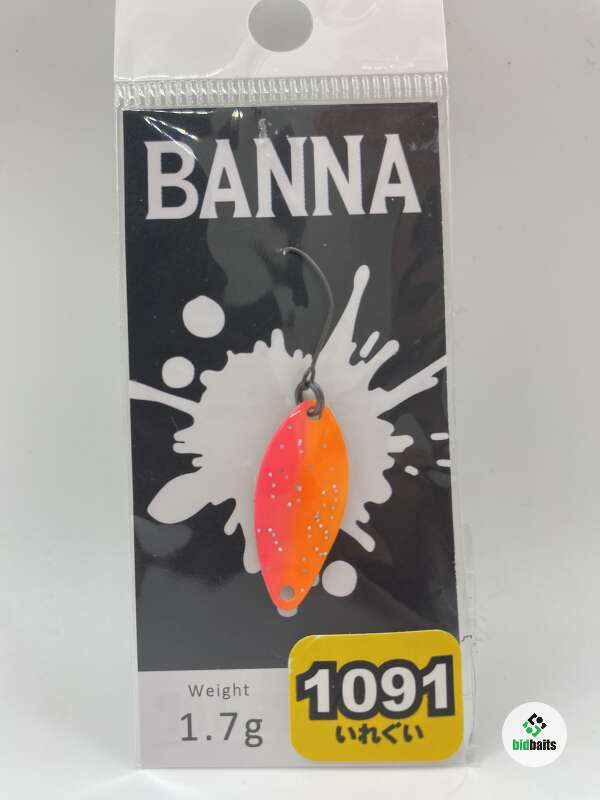 BANNA
Weight
1.7g
1091
いれぐい
bidbaits